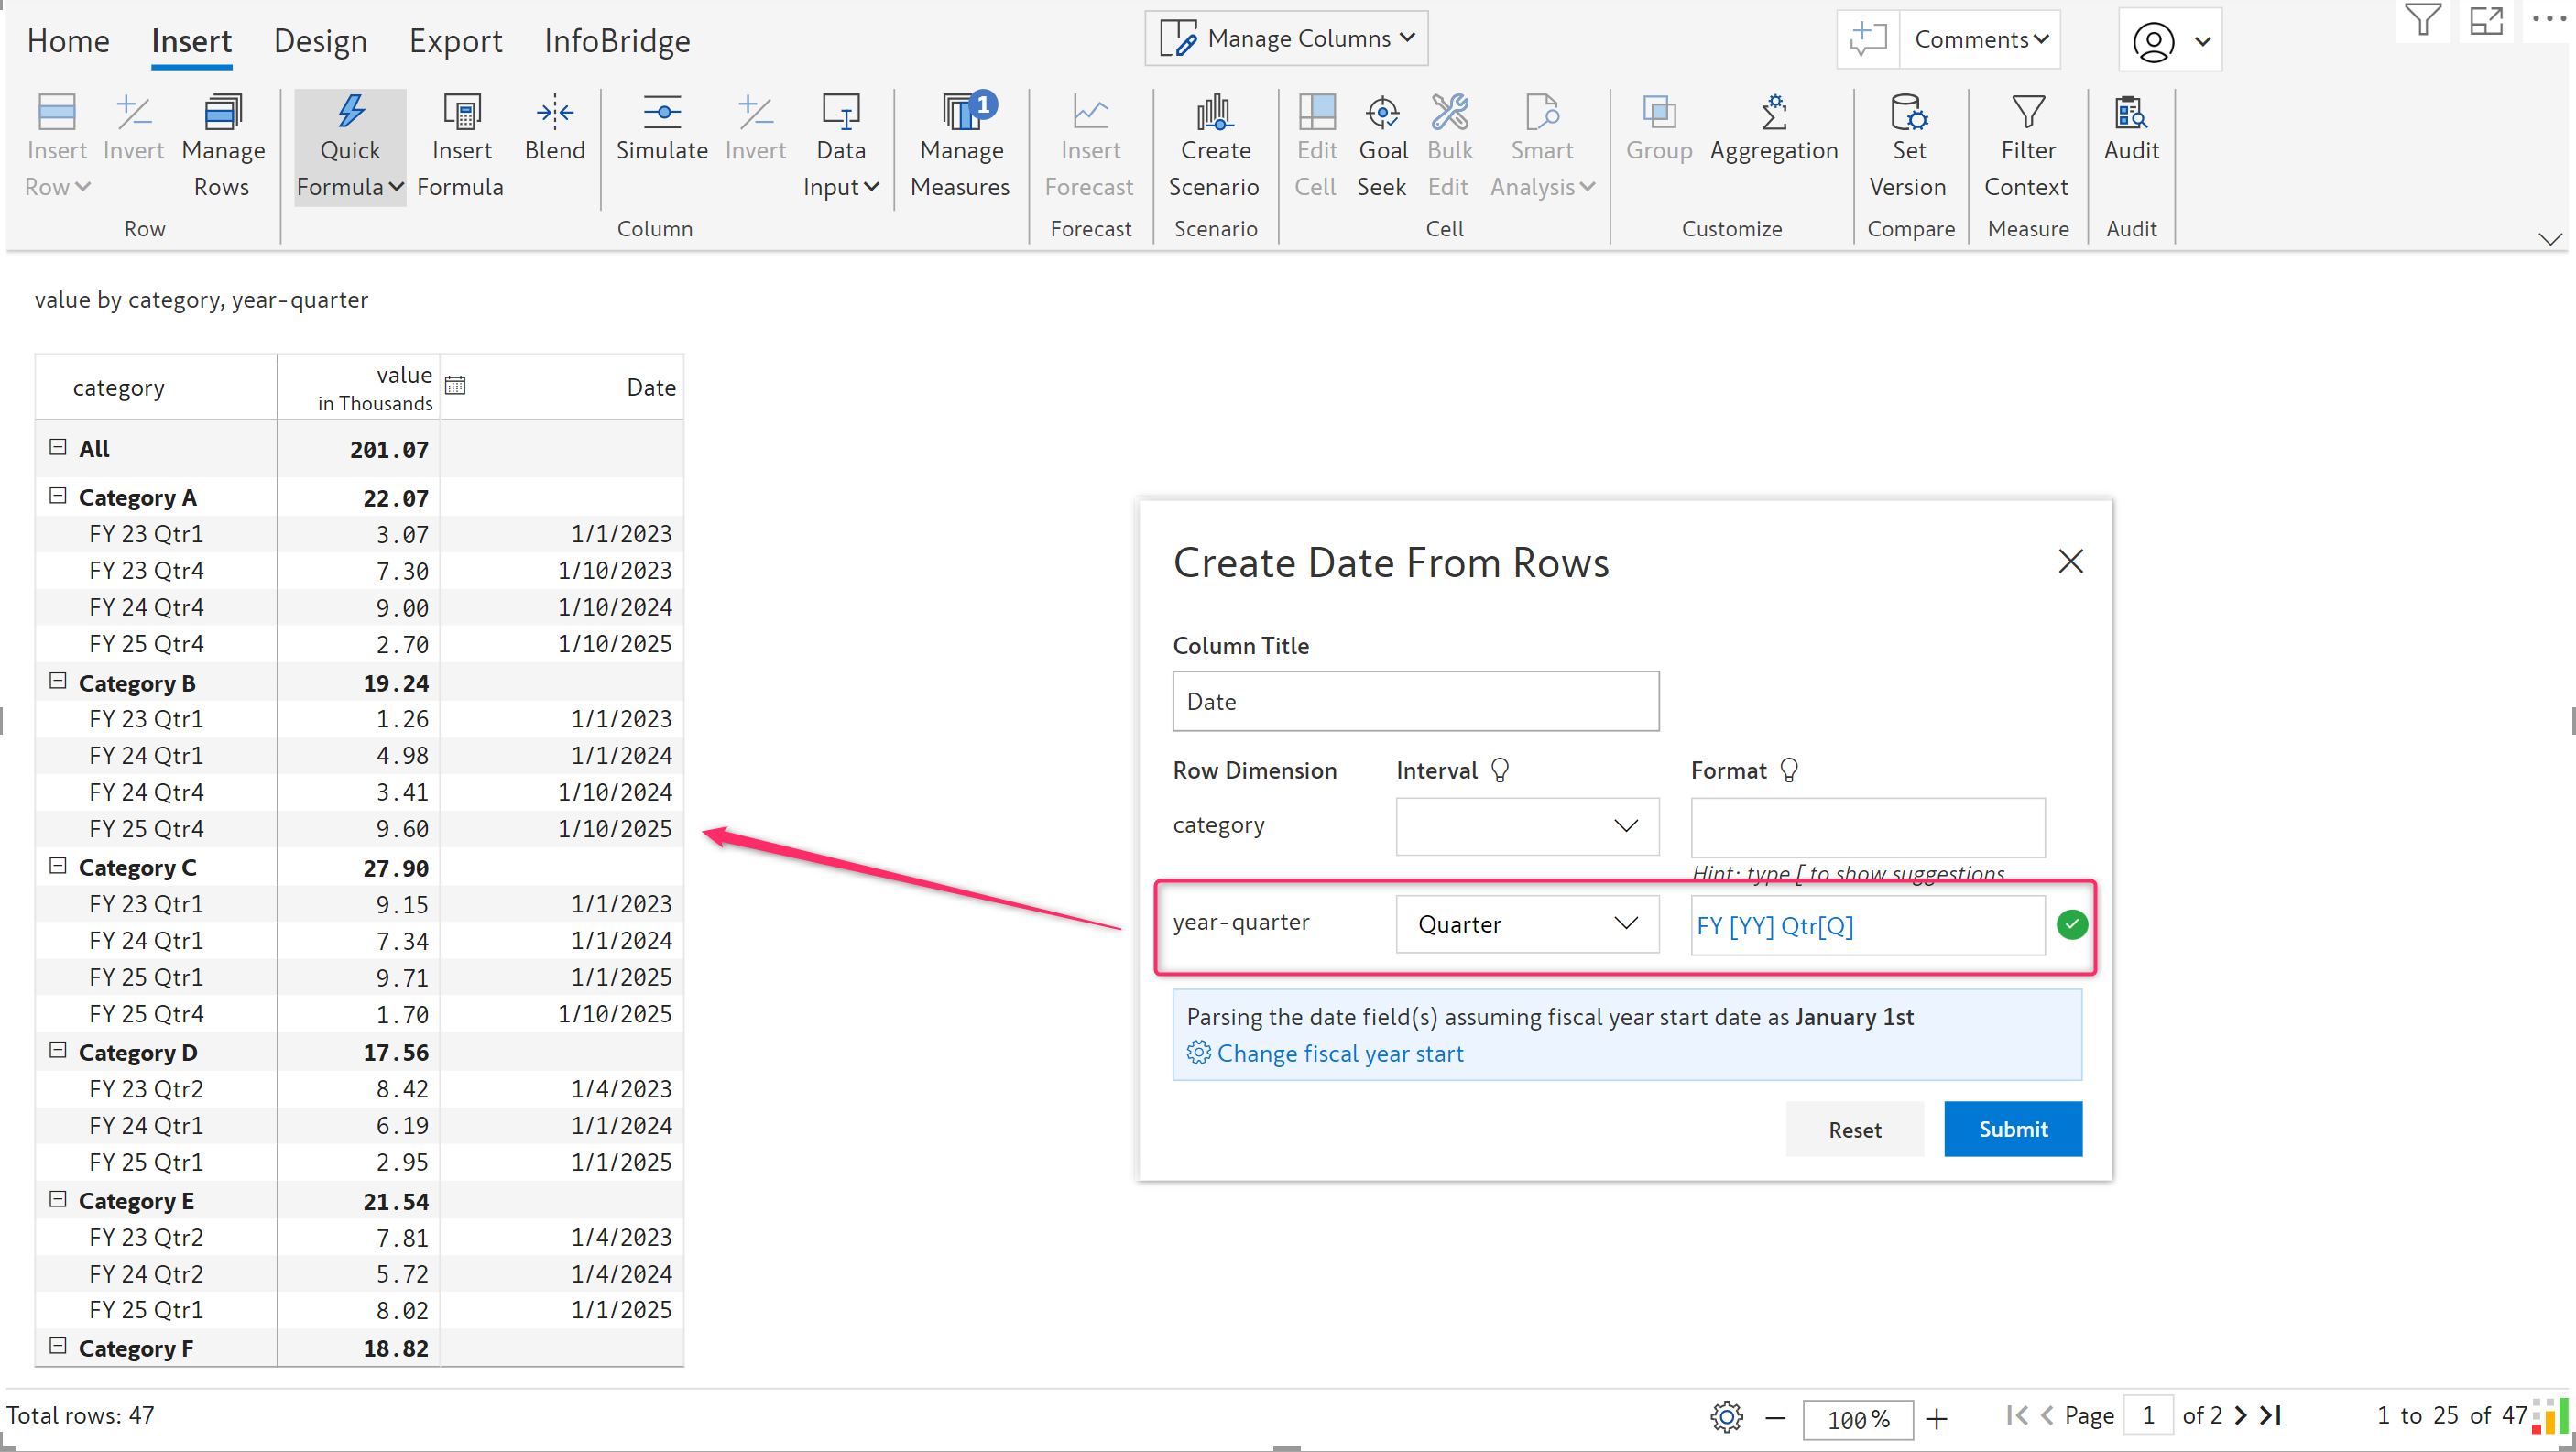 Home Insert Design Export InfoBridge Manage Columns Comments
Insert Row Invert Manage Rows Quick Formula Insert Formula Blend Simulate Invert Data Input 1 Manage Measures Insert Forecast Create Scenario Edit Cell Goal Seek Bulk Edit Smart Analysis Group Aggregation Set Version Filter Context Audit
Row Column Forecast Scenario Cell Customize Compare Measure Audit
value by category, year-quarter
category value in Thousands Date
All 201.07
Category A 22.07
FY 23 Qtr1 3.07 1/1/2023
FY 23 Qtr4 7.30 1/10/2023
FY 24 Qtr4 9.00 1/10/2024
FY 25 Qtr4 2.70 1/10/2025
Category B 19.24
FY 23 Qtr1 1.26 1/1/2023
FY 24 Qtr1 4.98 1/1/2024
FY 24 Qtr4 3.41 1/10/2024
FY 25 Qtr4 9.60 1/10/2025
Category C 27.90
FY 23 Qtr1 9.15 1/1/2023
FY 24 Qtr1 7.34 1/1/2024
FY 25 Qtr1 9.71 1/1/2025
FY 25 Qtr4 1.70 1/10/2025
Category D 17.56
FY 23 Qtr2 8.42 1/4/2023
FY 24 Qtr1 6.19 1/1/2024
FY 25 Qtr1 2.95 1/1/2025
Category E 21.54
FY 23 Qtr2 7.81 1/4/2023
FY 24 Qtr2 5.72 1/4/2024
FY 25 Qtr1 8.02 1/1/2025
Category F 18.82
Create Date From Rows
Column Title
Date
Row Dimension Interval Format
category
Hint: type [ to show suggestions
year-quarter Quarter FY [YY] Qtr[Q]
Parsing the date field(s) assuming fiscal year start date as January 1st
Change fiscal year start
Reset Submit
Total rows: 47 100% Page 1 of 2 1 to 25 of 47